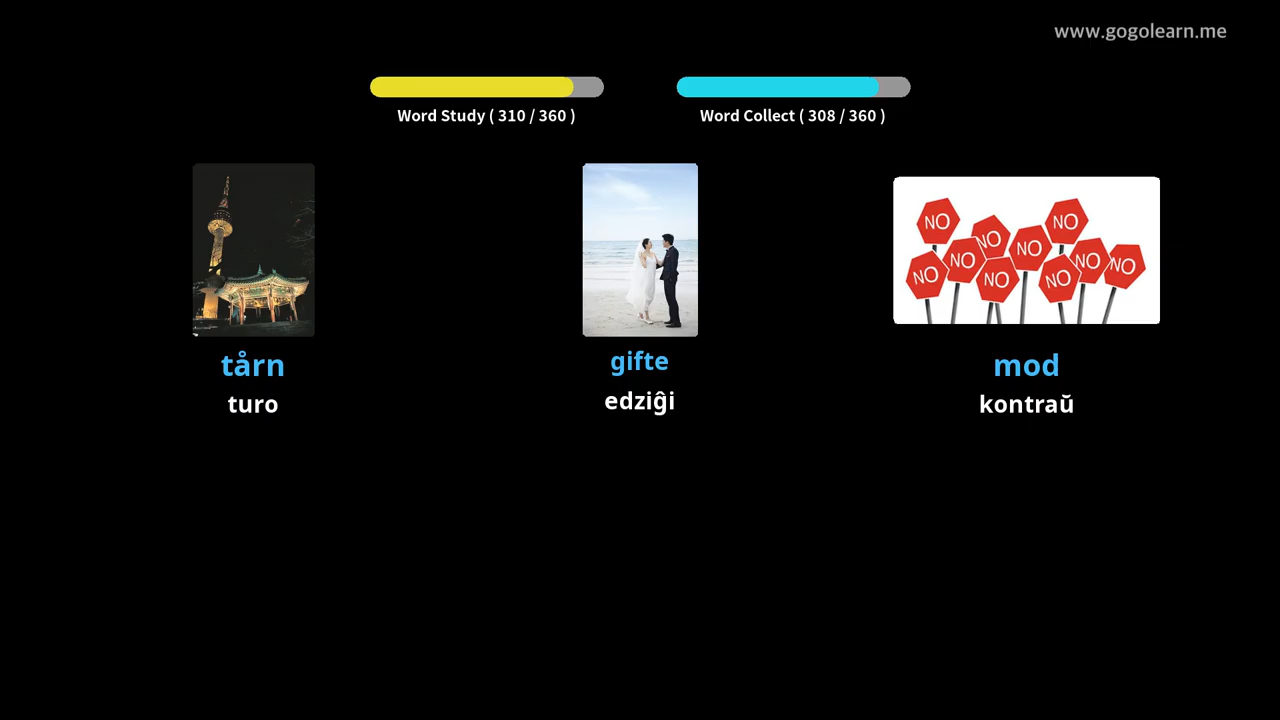 www.gogolearn.me
Word Study ( 310 / 360 )
Word Collect ( 308 / 360 )
NO
NO
NO
NO
NO
NO
NO
NO
NO
NO
tårn
gifte
mod
turo
edziĝi
kontraŭ